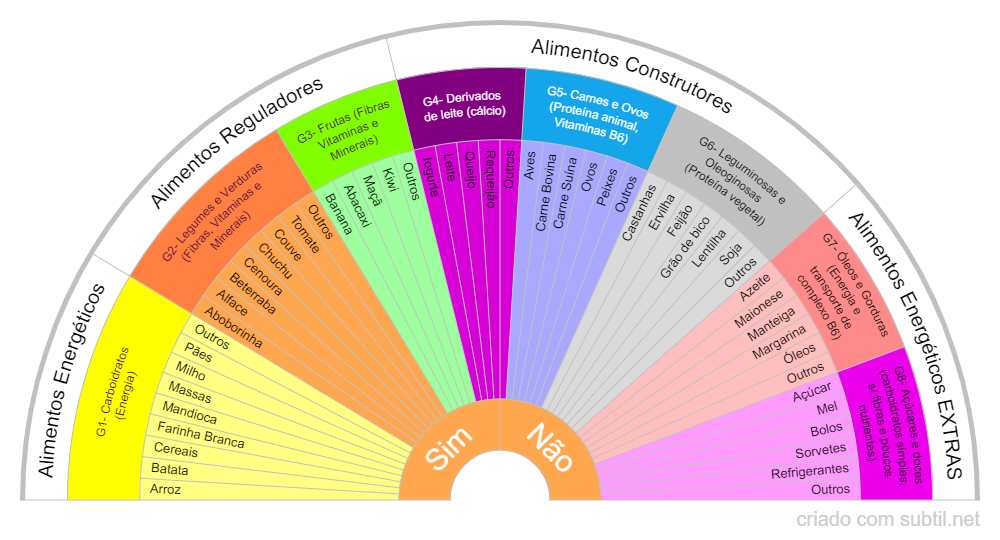 Alimentos Energéticos
G1- Carboidratos
(Energia)
Arroz
Batata
Cereais
Farinha Branca
Mandioca
Massas
Milho
Pães
Outros
Alimentos Reguladores
G2- Legumes e Verduras
(Fibras, Vitaminas e
Minerais)
Aboborinha
Alface
Beterraba
Cenoura
Chuchu
Couve
Tomate
Outros
G3- Frutas (Fibras
Vitaminas e
Minerais)
Banana
Abacaxi
Maçã
Kiwi
Outros
Alimentos Construtores
G4- Derivados
de leite (cálcio)
Iogurte
Leite
Queijo
Requeijão
Outros
G5- Carnes e Ovos
(Proteína animal,
Vitaminas B6)
Aves
Carne Bovina
Carne Suína
Ovos
Peixes
Outros
G6- Leguminosas e
Oleoginosas
(Proteína vegetal)
Castanhas
Ervilha
Feijão
Grão de bico
Lentilha
Soja
Outros
Alimentos Energéticos EXTRAS
G7- Óleos e Gorduras
(Energia e
transporte de
complexo B6)
Azeite
Maionese
Manteiga
Margarina
Óleos
Outros
G8- Açúcares e doces
(carboidratos simples,
s/ fibras e poucos
nutrientes)
Açúcar
Mel
Bolos
Sorvetes
Refrigerantes
Outros
Sim
Não
criado com subtil.net